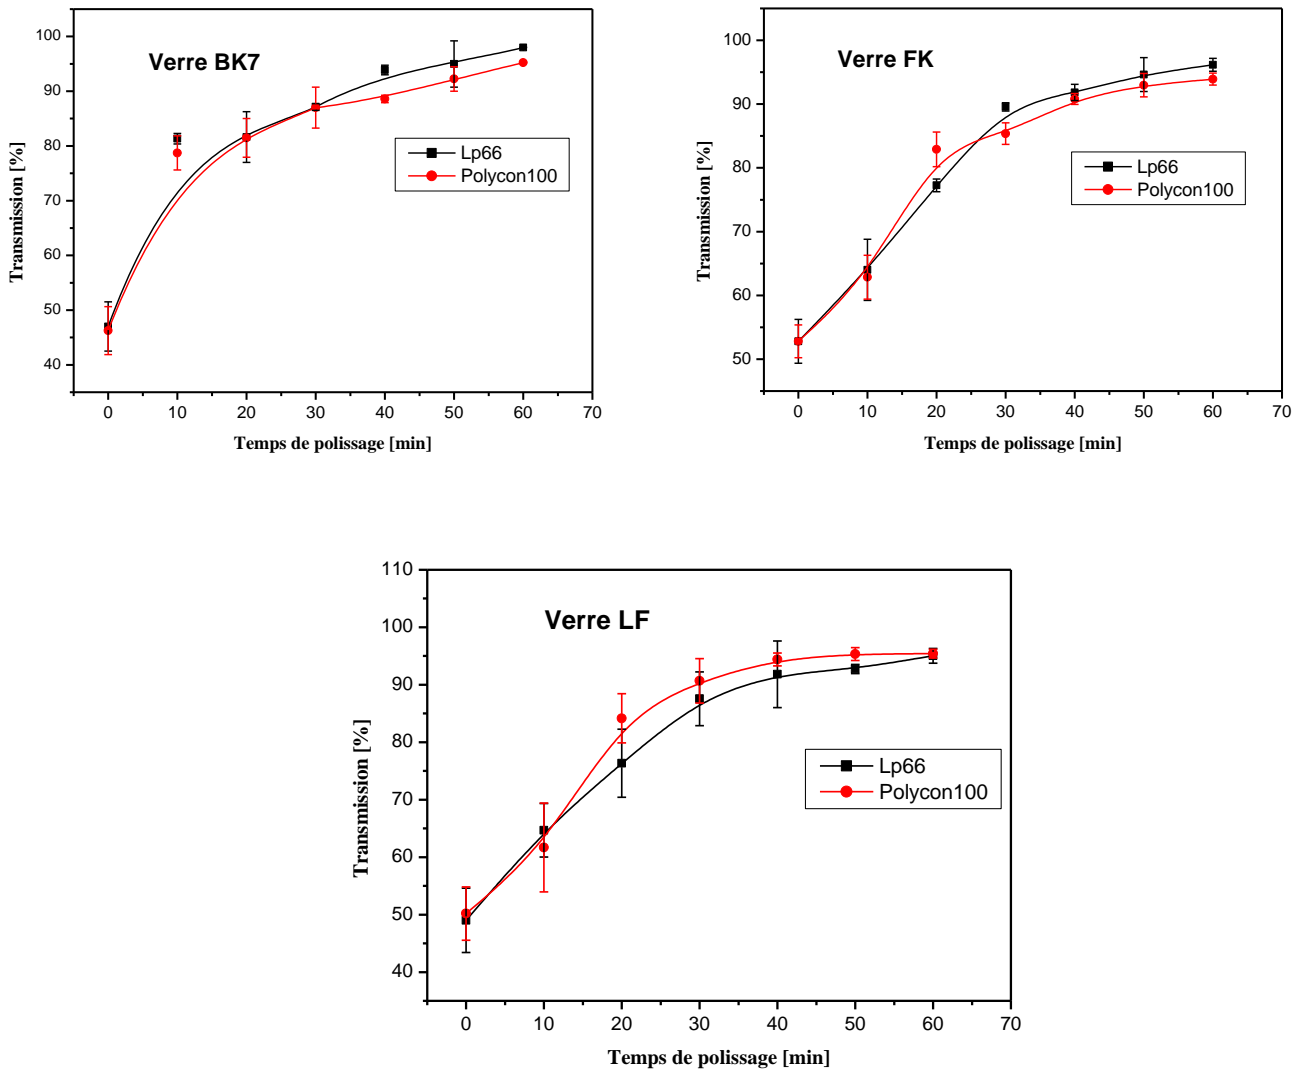 Verre BK7
Transmission [%]
100
90
80
70
60
50
40
Lp66
Polycon100
0 10 20 30 40 50 60 70
Temps de polissage [min]
Verre FK
Transmission [%]
100
90
80
70
60
50
Lp66
Polycon100
0 10 20 30 40 50 60 70
Temps de polissage [min]
Verre LF
Transmission [%]
110
100
90
80
70
60
50
40
Lp66
Polycon100
0 10 20 30 40 50 60 70
Temps de polissage [min]